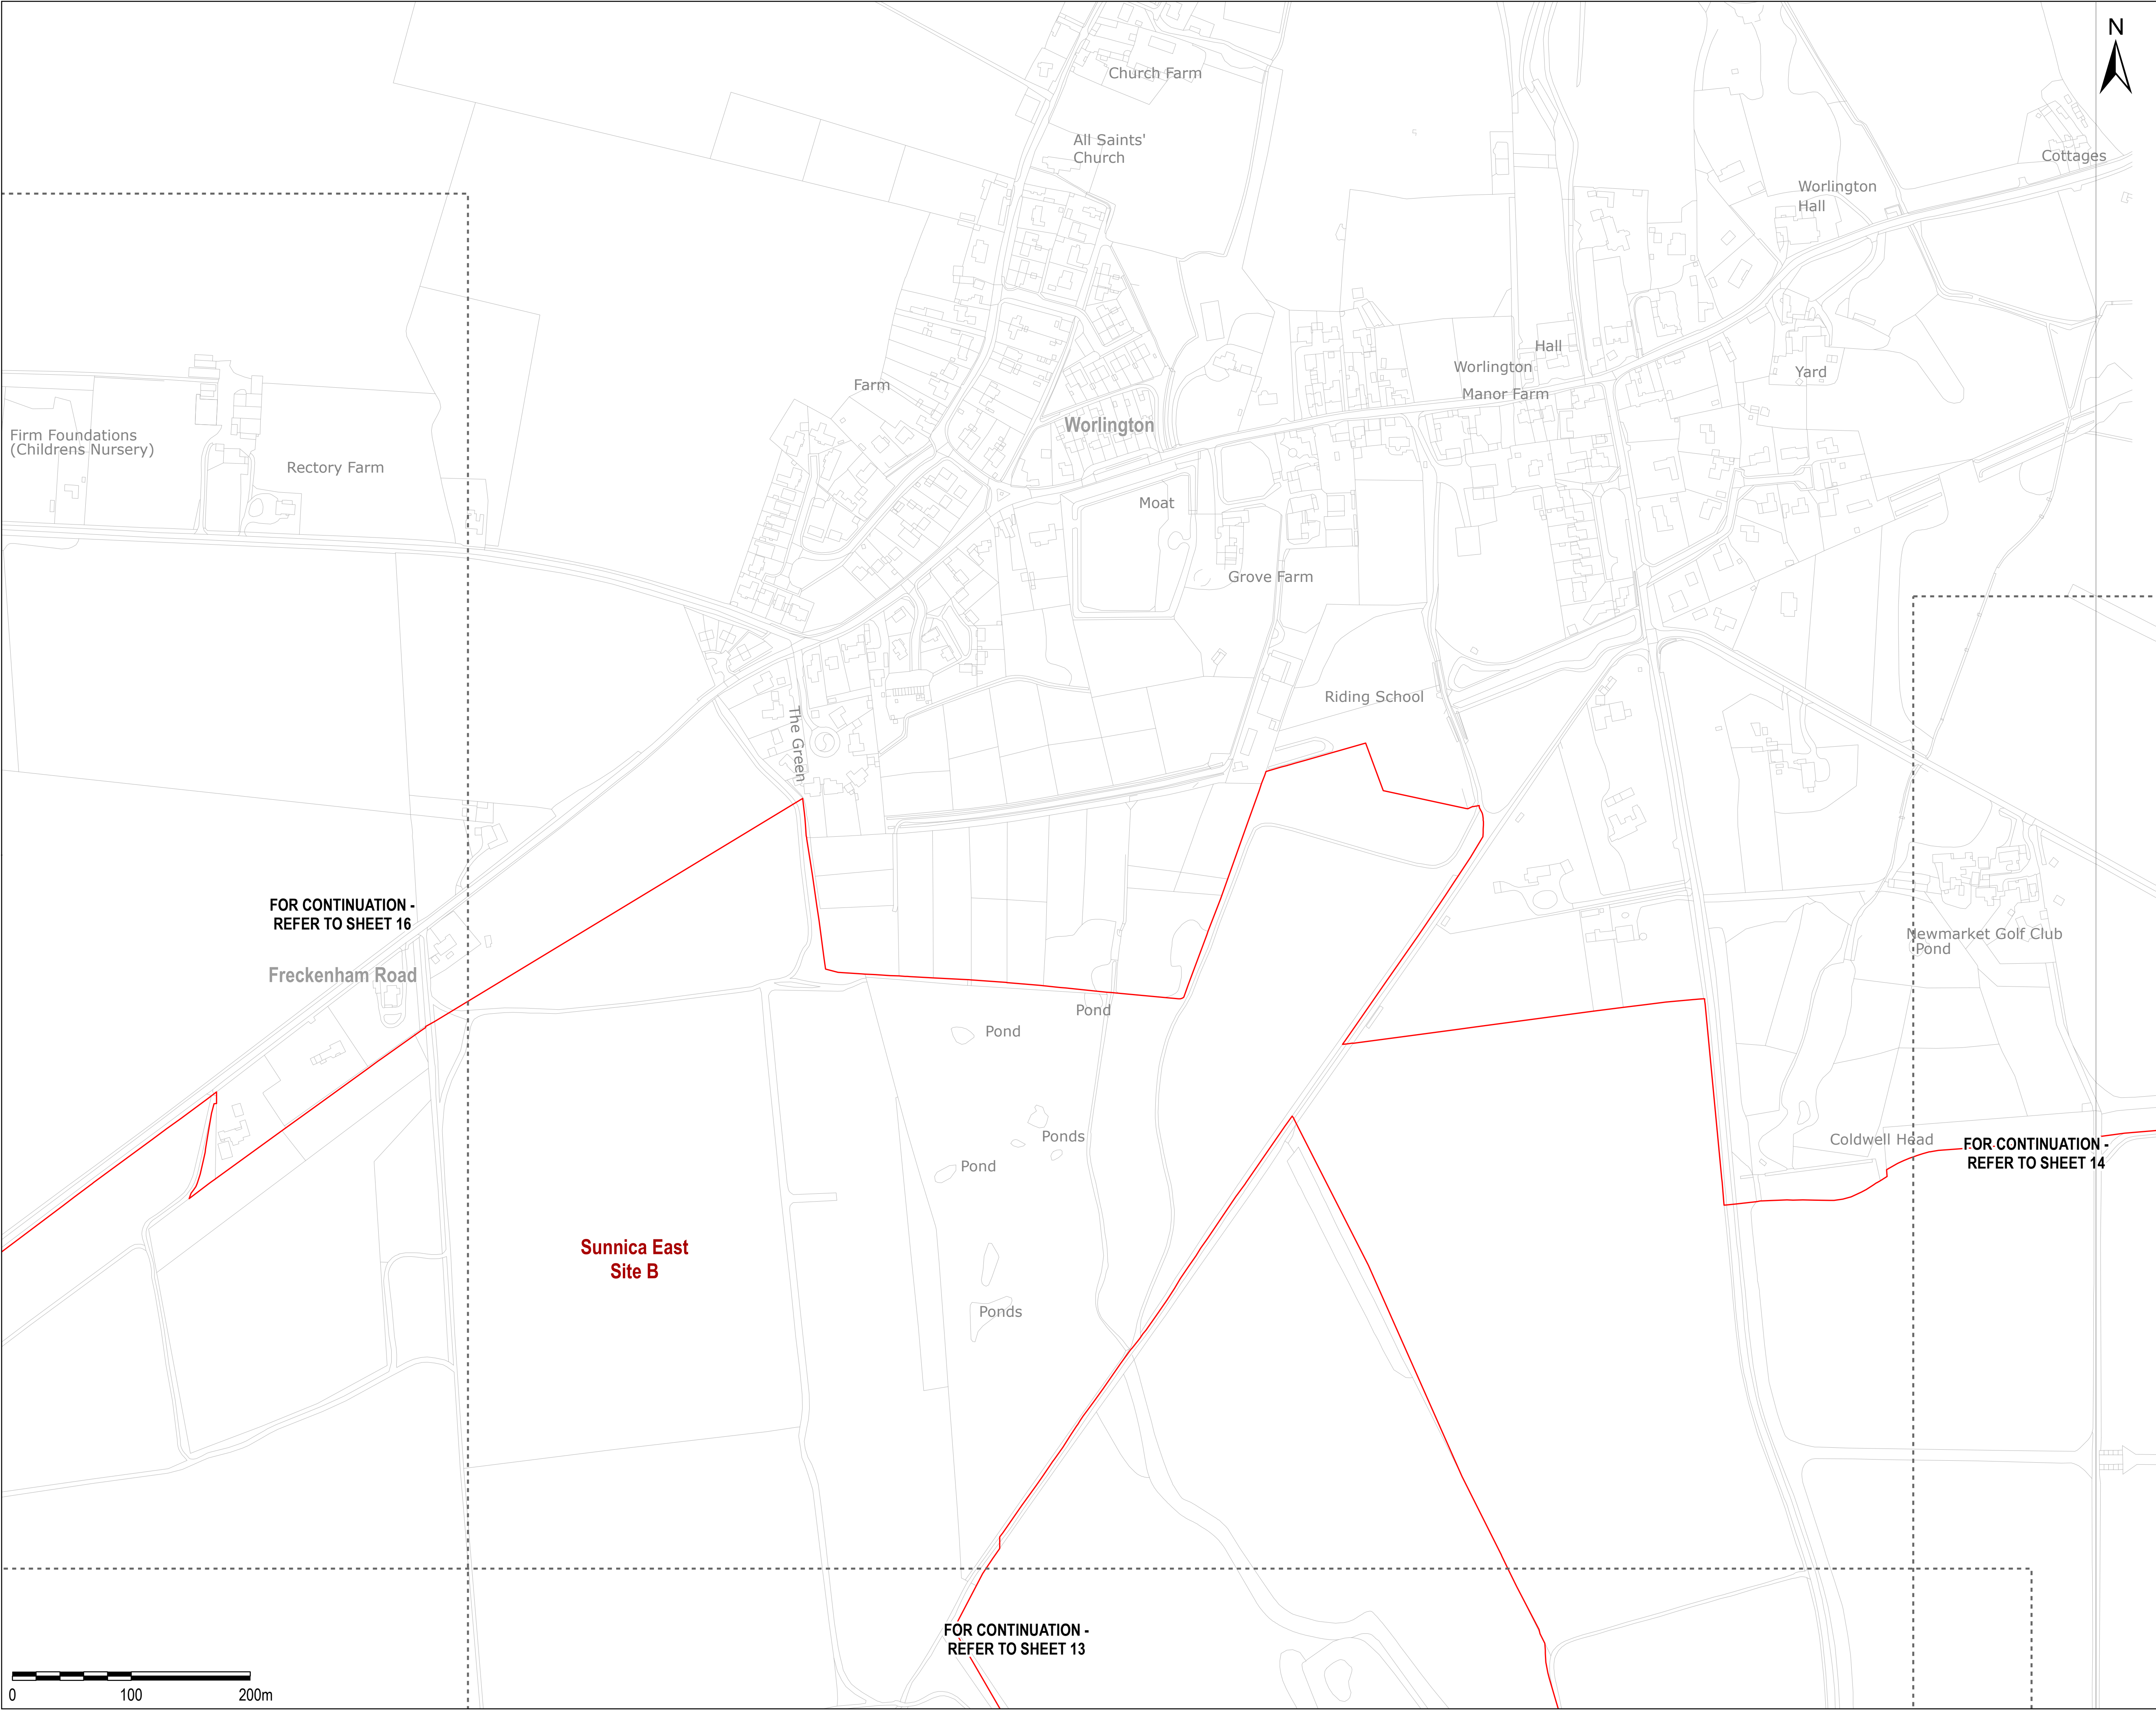 N
Church Farm
All Saints'
Church
Cottages
Worlington
Hall
Hall
Worlington
Manor Farm
Yard
Farm
Worlington
Firm Foundations
(Childrens Nursery)
Rectory Farm
Moat
Grove Farm
Riding School
The Green
FOR CONTINUATION -
REFER TO SHEET 16
Freckenham Road
Newmarket Golf Club
Pond
Pond
Pond
Ponds
Pond
Coldwell Head
FOR CONTINUATION -
REFER TO SHEET 14
Sunnica East
Site B
Ponds
FOR CONTINUATION -
REFER TO SHEET 13
0 100 200m